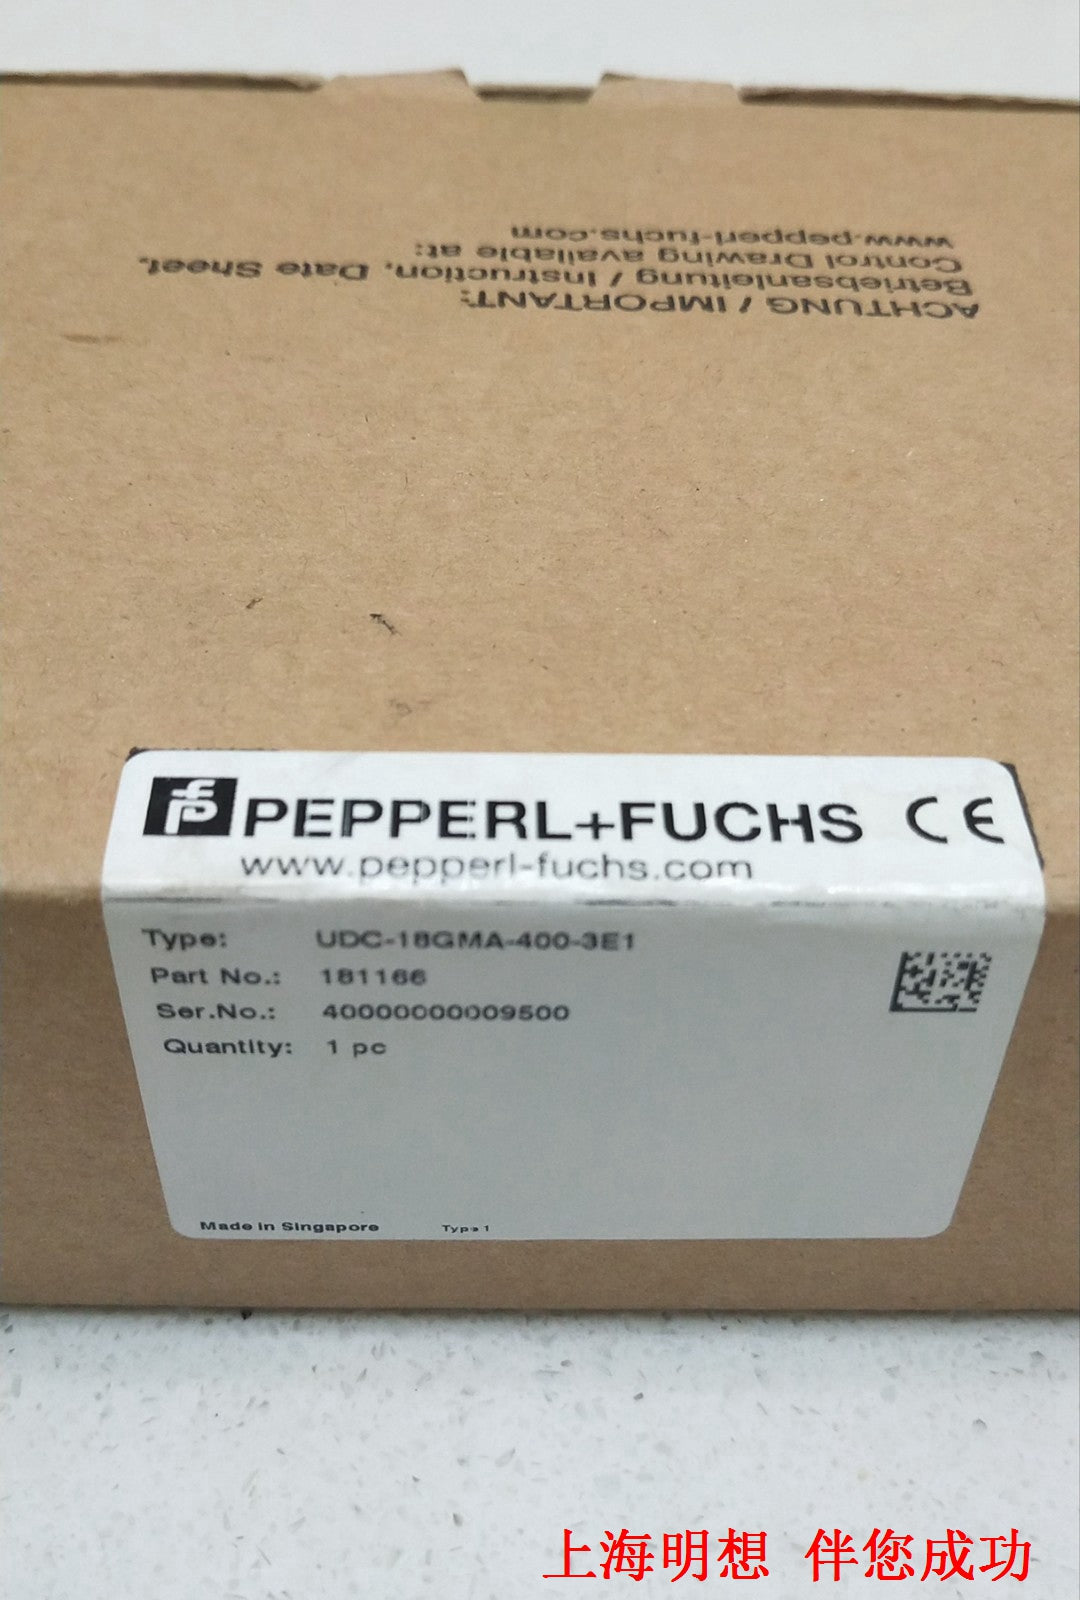 ACHTUNG / IMPORTANT:
Betriebsanleitung / Instruction, Date Sheet,
Control Drawing available at:
www.pepperl-fuchs.com
PEPPERL+FUCHS CE
www.pepperl-fuchs.com
Type: UDC-18GMA-400-3E1
Part No.: 181166
Ser.No.: 40000000009500
Quantity: 1 pc
Made in Singapore Type 1
上海明想 伴您成功